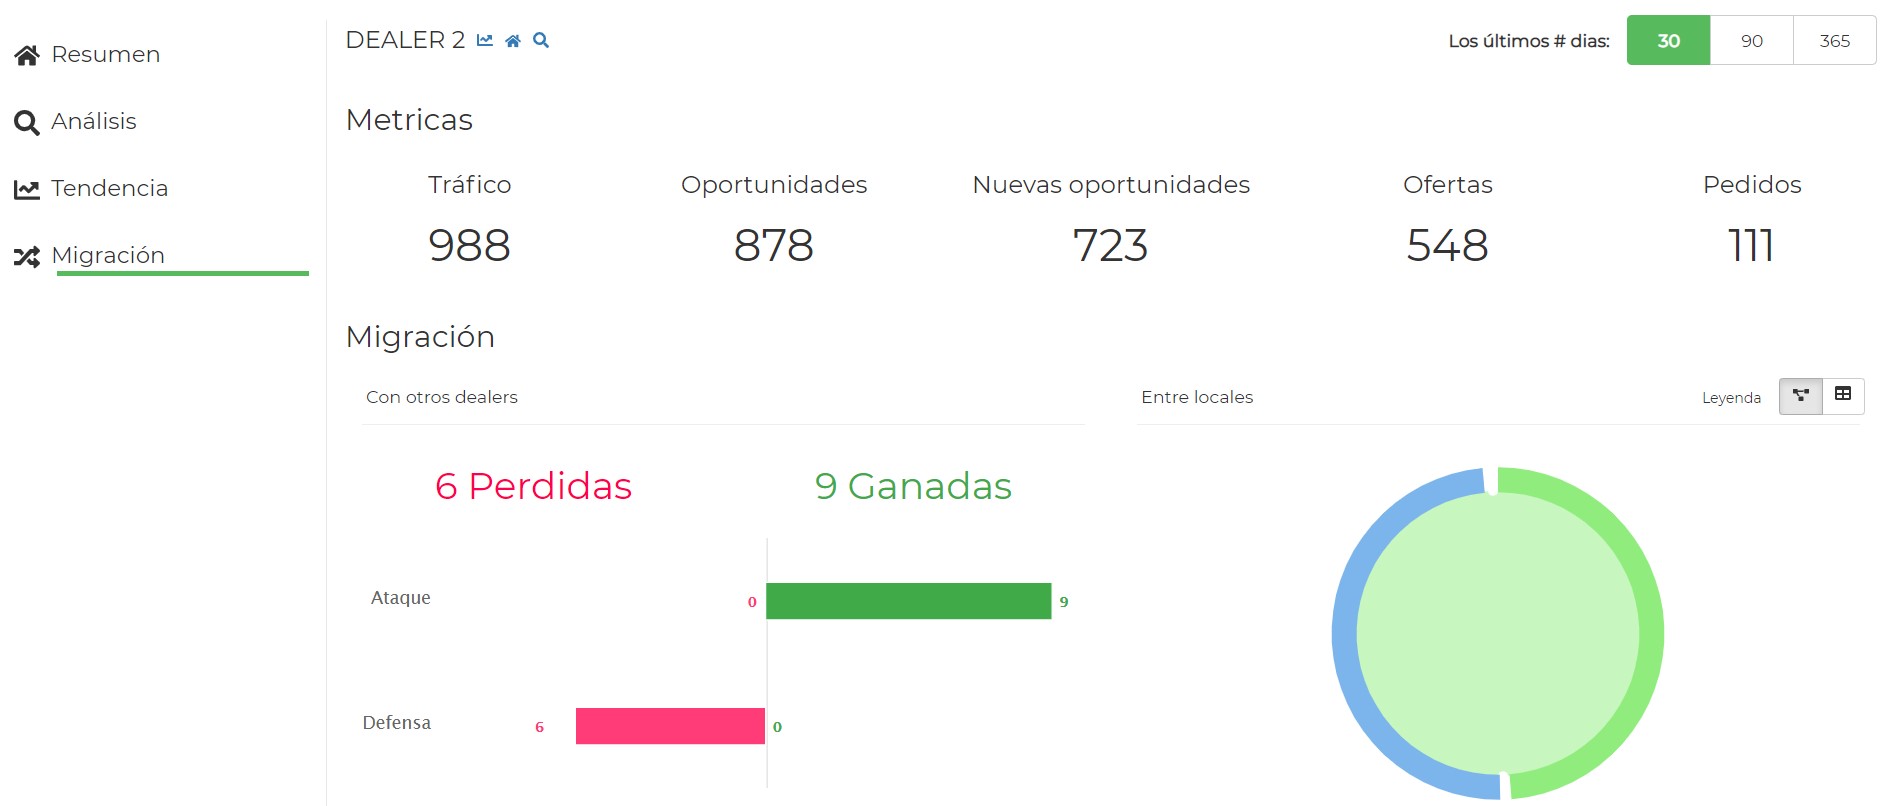 Resumen
Análisis
Tendencia
Migración
DEALER 2
Los últimos # dias: 30 90 365
Metricas
Tráfico Oportunidades Nuevas oportunidades Ofertas Pedidos
988 878 723 548 111
Migración
Con otros dealers
6 Perdidas 9 Ganadas
Ataque 0 9
Defensa 6 0
Entre locales Leyenda